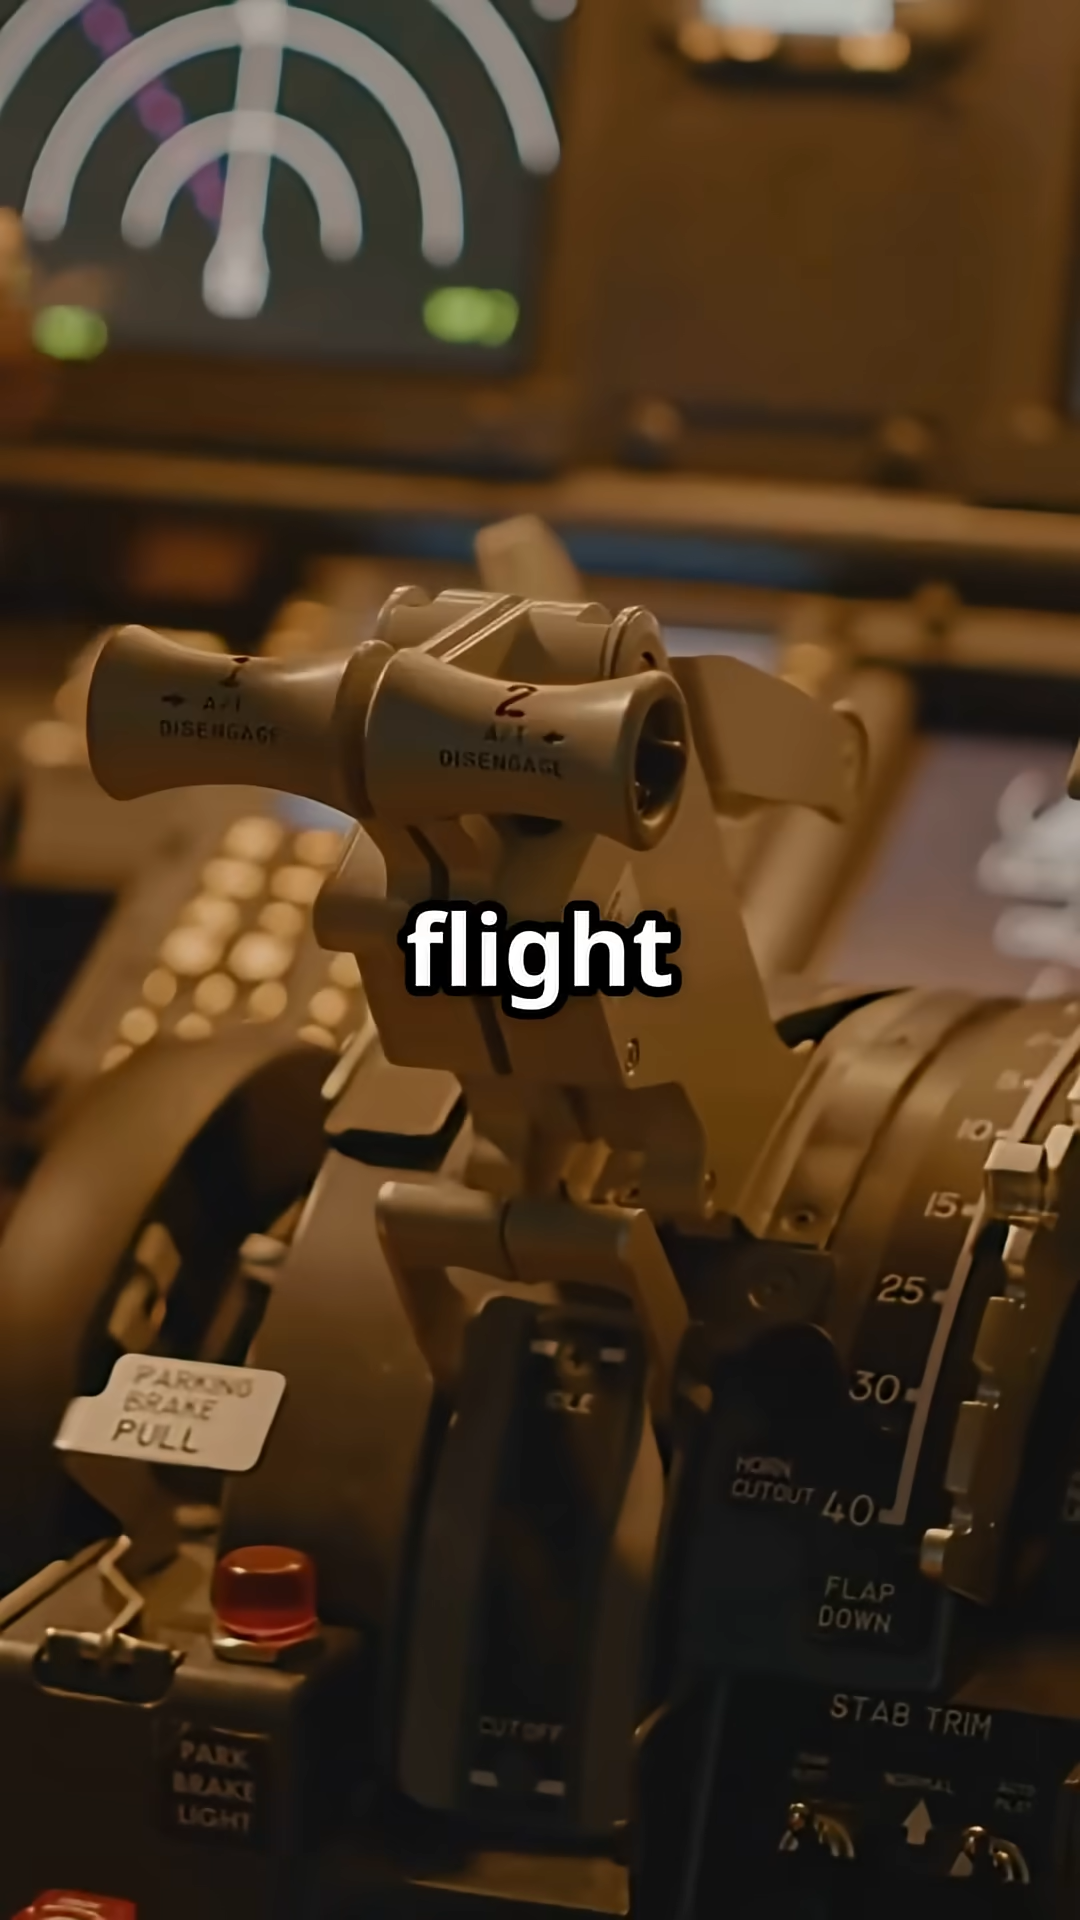 1
A/T
DISENGAGE
2
A/T
DISENGAGE
flight
10
15
25
30
40
HORN
CUTOUT
FLAP
DOWN
PARKING
BRAKE
PULL
IDLE
CUTOFF
STAB TRIM
NORMAL
PARK
BRAKE
LIGHT